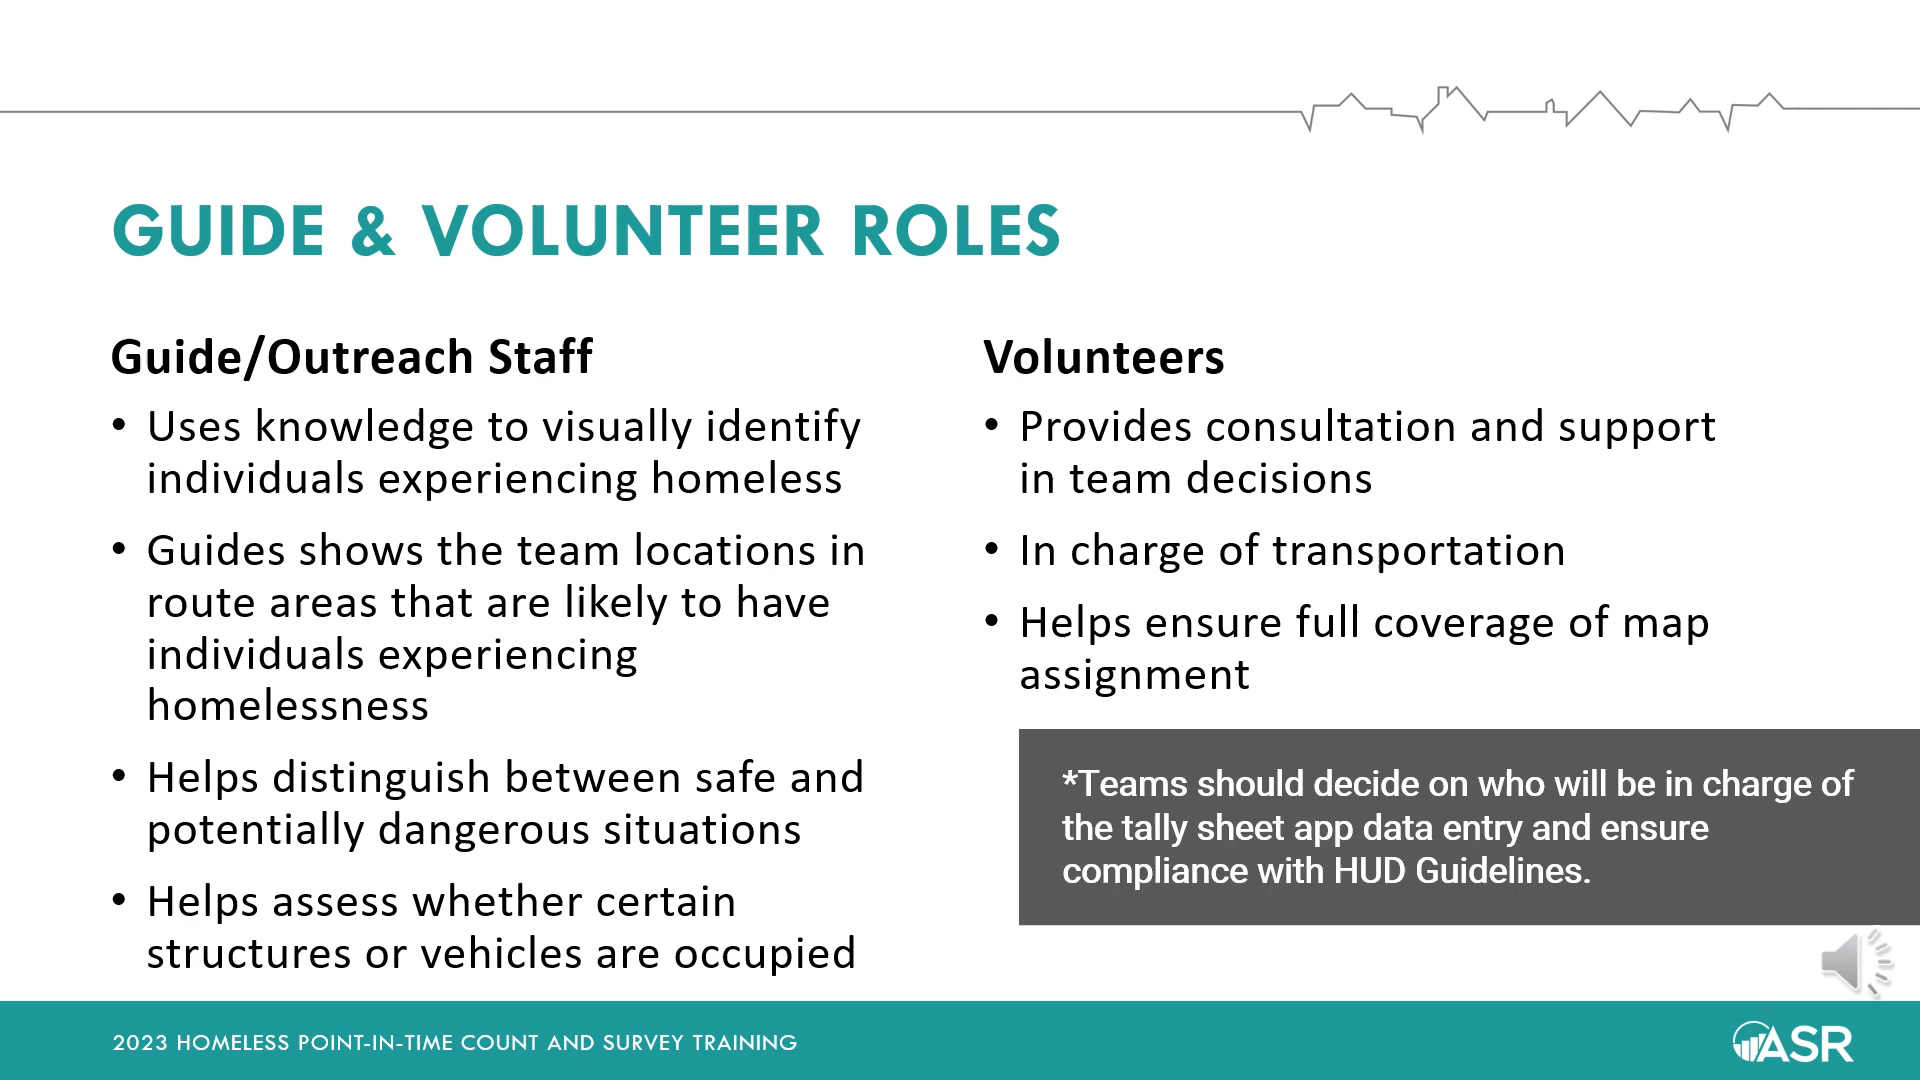 GUIDE & VOLUNTEER ROLES
Guide/Outreach Staff
• Uses knowledge to visually identify
individuals experiencing homeless
• Guides shows the team locations in
route areas that are likely to have
individuals experiencing
homelessness
• Helps distinguish between safe and
potentially dangerous situations
• Helps assess whether certain
structures or vehicles are occupied
Volunteers
• Provides consultation and support
in team decisions
• In charge of transportation
• Helps ensure full coverage of map
assignment
*Teams should decide on who will be in charge of
the tally sheet app data entry and ensure
compliance with HUD Guidelines.
2023 HOMELESS POINT-IN-TIME COUNT AND SURVEY TRAINING
ASR